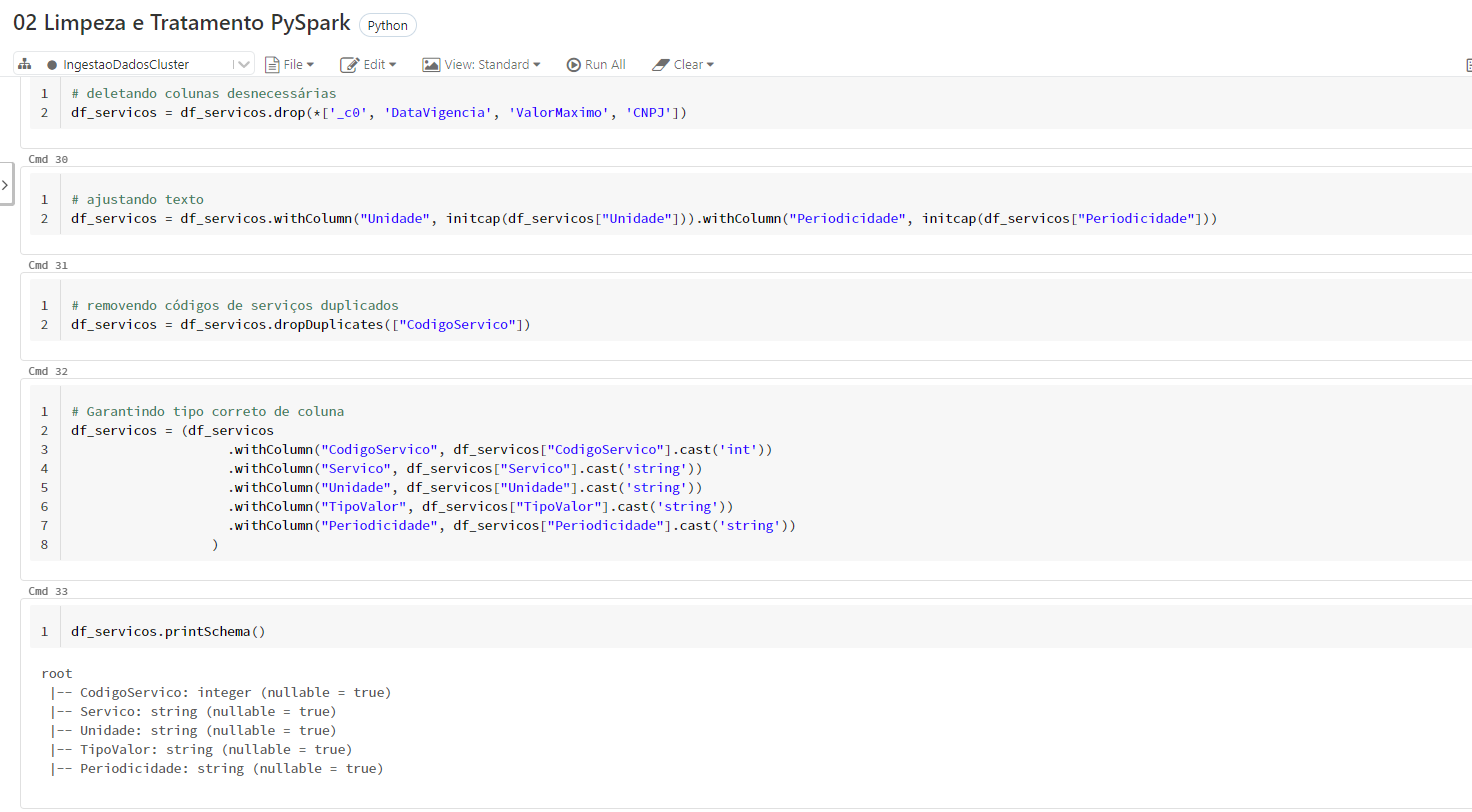 02 Limpeza e Tratamento PySpark Python
IngestaoDadosCluster File Edit View: Standard Run All Clear
1 # deletando colunas desnecessárias
2 df_servicos = df_servicos.drop(*['_c0', 'DataVigencia', 'ValorMaximo', 'CNPJ'])
Cmd 30
1 # ajustando texto
2 df_servicos = df_servicos.withColumn("Unidade", initcap(df_servicos["Unidade"])).withColumn("Periodicidade", initcap(df_servicos["Periodicidade"]))
Cmd 31
1 # removendo códigos de serviços duplicados
2 df_servicos = df_servicos.dropDuplicates(["CodigoServico"])
Cmd 32
1 # Garantindo tipo correto de coluna
2 df_servicos = (df_servicos
3 .withColumn("CodigoServico", df_servicos["CodigoServico"].cast('int'))
4 .withColumn("Servico", df_servicos["Servico"].cast('string'))
5 .withColumn("Unidade", df_servicos["Unidade"].cast('string'))
6 .withColumn("TipoValor", df_servicos["TipoValor"].cast('string'))
7 .withColumn("Periodicidade", df_servicos["Periodicidade"].cast('string'))
8 )
Cmd 33
1 df_servicos.printSchema()
root
|-- CodigoServico: integer (nullable = true)
|-- Servico: string (nullable = true)
|-- Unidade: string (nullable = true)
|-- TipoValor: string (nullable = true)
|-- Periodicidade: string (nullable = true)